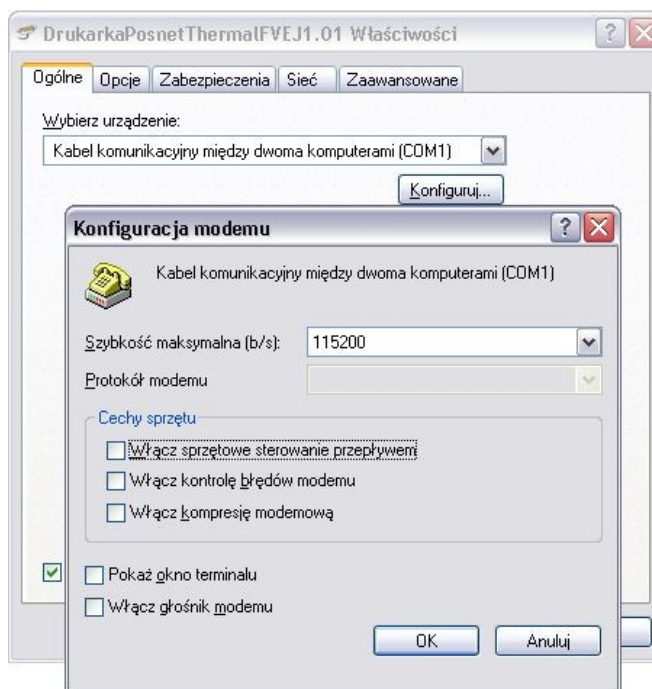 DrukarkaPosnetThermalFVEJ1.01 Właściwości
Ogólne Opcje Zabezpieczenia Sieć Zaawansowane
Wybierz urządzenie:
Kabel komunikacyjny między dwoma komputerami (COM1)
Konfiguruj...
Konfiguracja modemu
Kabel komunikacyjny między dwoma komputerami (COM1)
Szybkość maksymalna (b/s): 115200
Protokół modemu
Cechy sprzętu
Włącz sprzętowe sterowanie przepływem
Włącz kontrolę błędów modemu
Włącz kompresję modemową
Pokaż okno terminalu
Włącz głośnik modemu
OK Anuluj